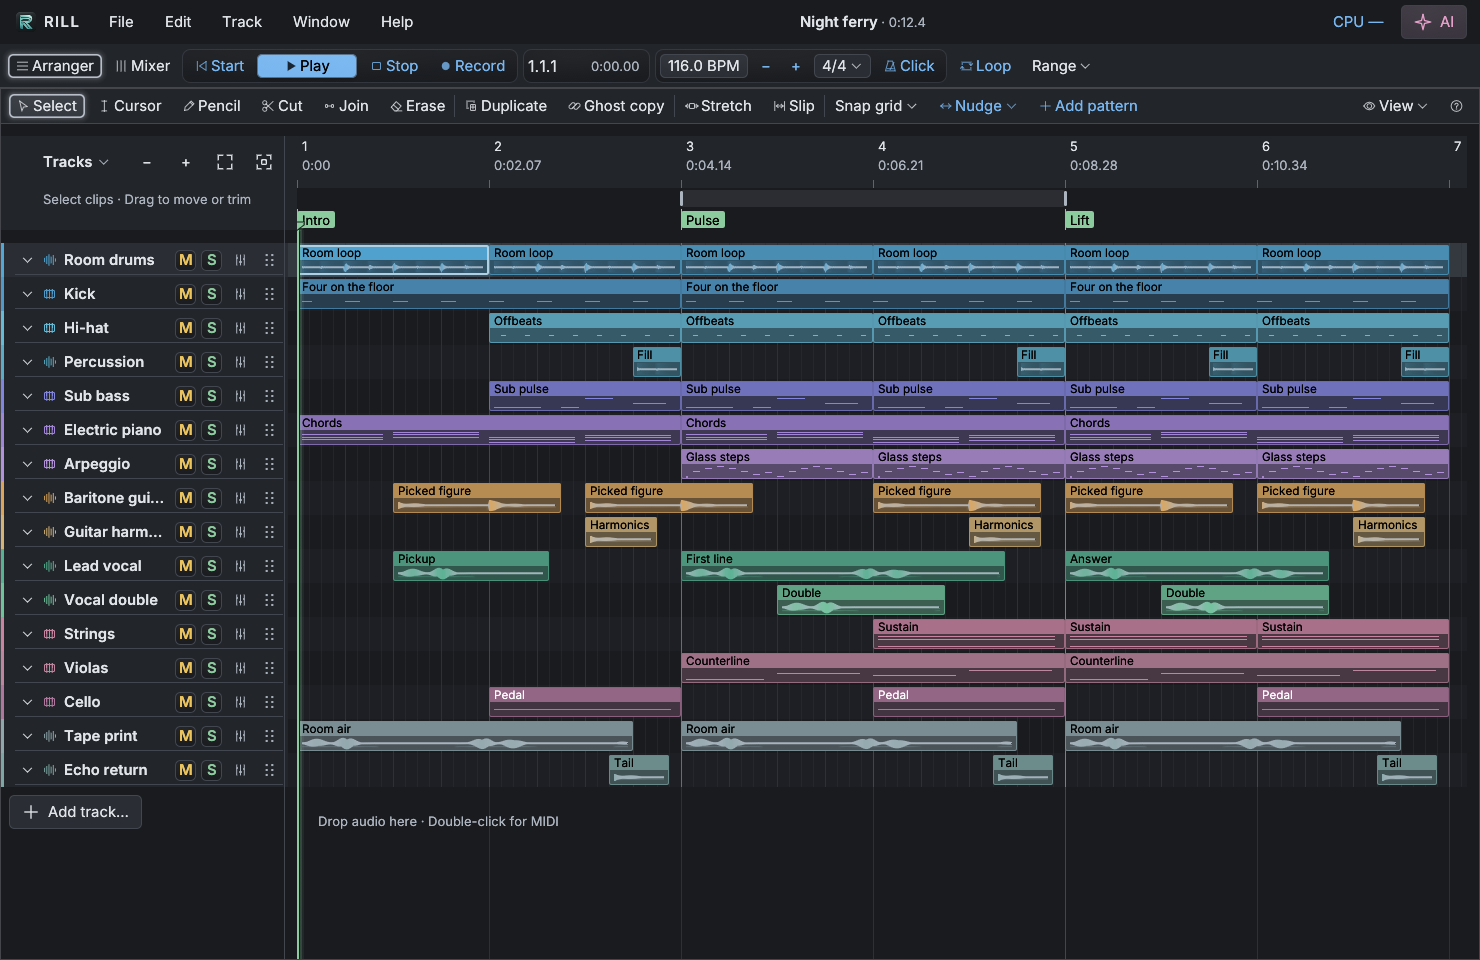 RILL File Edit Track Window Help Night ferry · 0:12.4 CPU — AI
Arranger Mixer Start Play Stop Record 1.1.1 0:00.00 116.0 BPM − + 4/4 Click Loop Range
Select Cursor Pencil Cut Join Erase Duplicate Ghost copy Stretch Slip Snap grid Nudge + Add pattern View ?
Tracks − +
Select clips · Drag to move or trim
1 2 3 4 5 6 7
0:00 0:02.07 0:04.14 0:06.21 0:08.28 0:10.34
Intro Pulse Lift
Room drums M S Room loop Room loop Room loop Room loop Room loop Room loop
Kick M S Four on the floor Four on the floor Four on the floor
Hi-hat M S Offbeats Offbeats Offbeats Offbeats Offbeats
Percussion M S Fill Fill Fill Fill
Sub bass M S Sub pulse Sub pulse Sub pulse Sub pulse Sub pulse
Electric piano M S Chords Chords Chords
Arpeggio M S Glass steps Glass steps Glass steps Glass steps
Baritone gui... M S Picked figure Picked figure Picked figure Picked figure Picked figure
Guitar harm... M S Harmonics Harmonics Harmonics
Lead vocal M S Pickup First line Answer
Vocal double M S Double Double
Strings M S Sustain Sustain Sustain
Violas M S Counterline Counterline
Cello M S Pedal Pedal Pedal
Tape print M S Room air Room air Room air
Echo return M S Tail Tail Tail
+ Add track...
Drop audio here · Double-click for MIDI